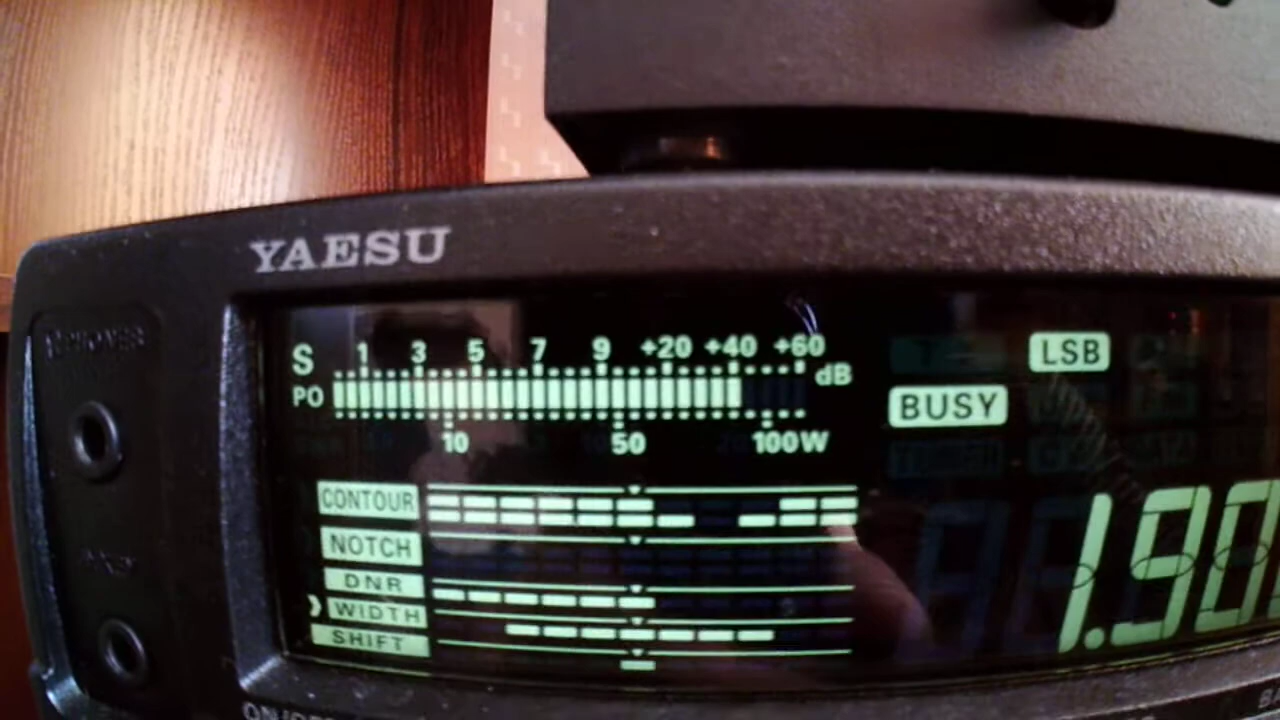 YAESU
S 1 3 5 7 9 +20 +40 +60 dB
PO
10 50 100W
LSB
BUSY
CONTOUR
NOTCH
DNR
WIDTH
SHIFT
1.90